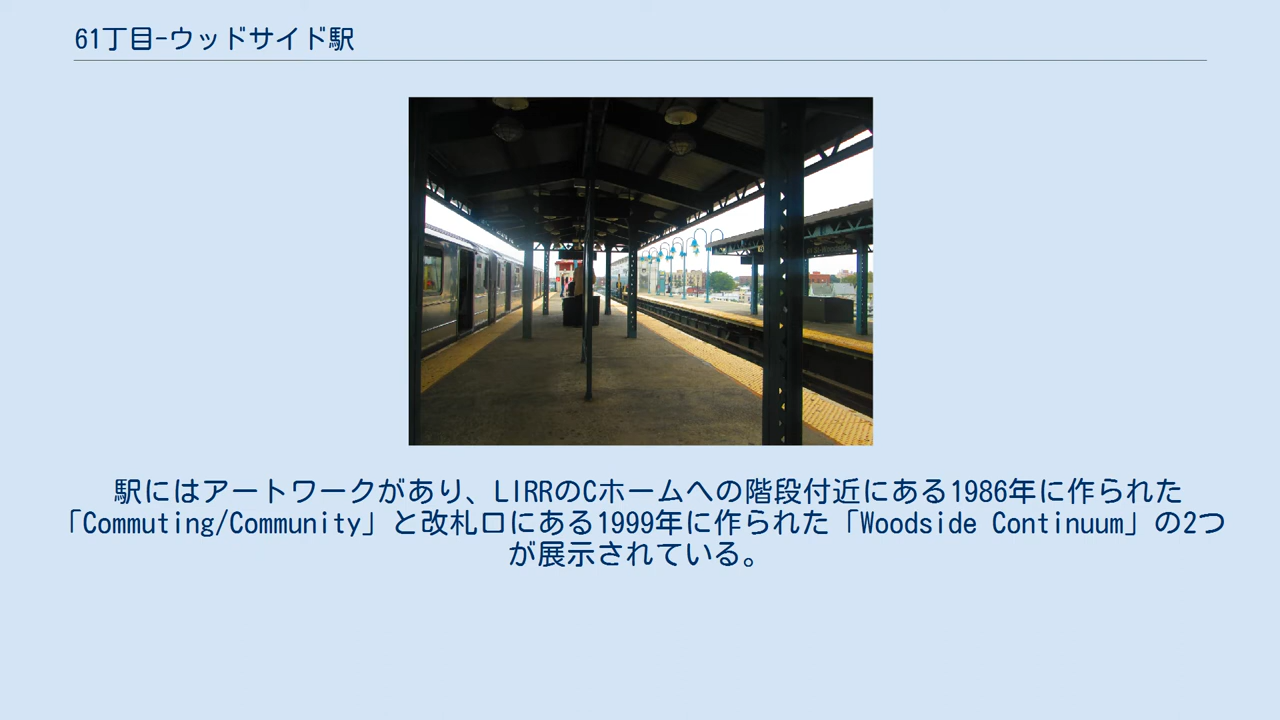 61丁目-ウッドサイド駅
駅にはアートワークがあり、LIRRのCホームへの階段付近にある1986年に作られた
「Commuting/Community」と改札口にある1999年に作られた「Woodside Continuum」の2つ
が展示されている。